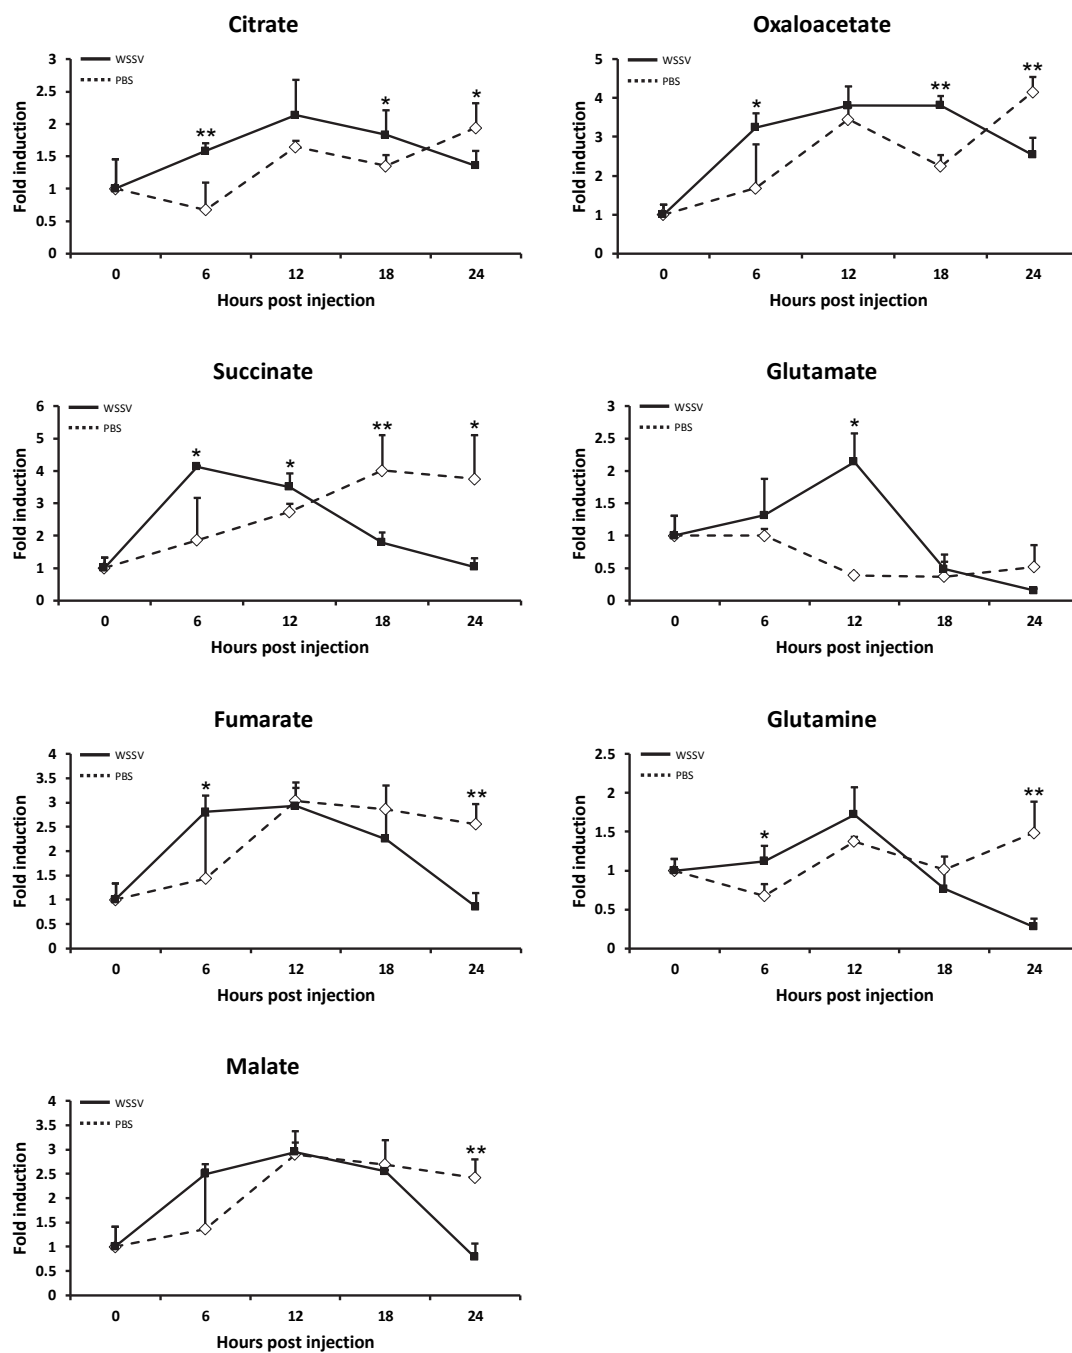 Citrate
3
2.5
2
1.5
1
0.5
0
Fold induction
WSSV
PBS
**
*
*
0 6 12 18 24
Hours post injection
Oxaloacetate
5
4
3
2
1
0
Fold induction
WSSV
PBS
*
**
**
0 6 12 18 24
Hours post injection
Succinate
6
5
4
3
2
1
0
Fold induction
WSSV
PBS
*
*
**
*
0 6 12 18 24
Hours post injection
Glutamate
3
2.5
2
1.5
1
0.5
0
Fold induction
WSSV
PBS
*
0 6 12 18 24
Hours post injection
Fumarate
4
3.5
3
2.5
2
1.5
1
0.5
0
Fold induction
WSSV
PBS
*
**
0 6 12 18 24
Hours post injection
Glutamine
2.5
2
1.5
1
0.5
0
Fold induction
WSSV
PBS
*
**
0 6 12 18 24
Hours post injection
Malate
4
3.5
3
2.5
2
1.5
1
0.5
0
Fold induction
WSSV
PBS
**
0 6 12 18 24
Hours post injection